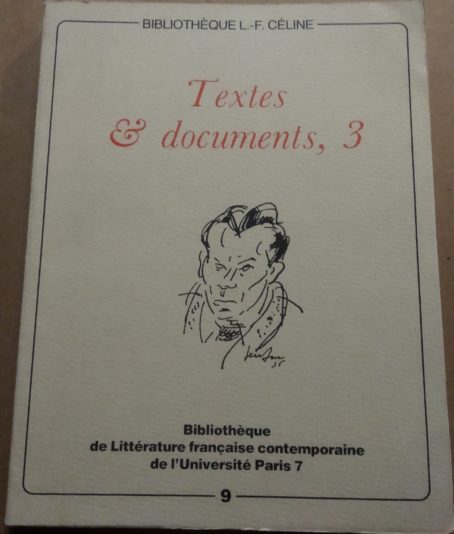 BIBLIOTHÈQUE L.-F. CÉLINE
Textes
& documents, 3
Bibliothèque
de Littérature française contemporaine
de l'Université Paris 7
9